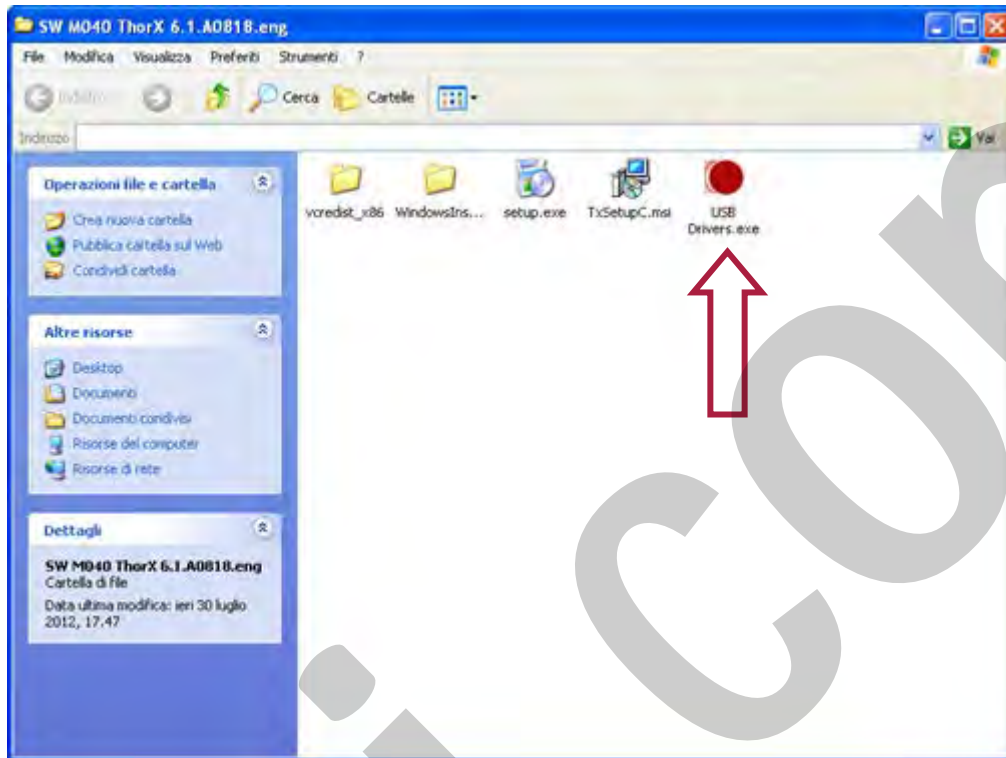 SW M040 ThorX 6.1.A0818.eng
File Modifica Visualizza Preferiti Strumenti ?
Indietro Cerca Cartelle
Indirizzo Vai
Operazioni file e cartella
Crea nuova cartella
Pubblica cartella sul Web
Condividi cartella
Altre risorse
Desktop
Documenti
Documenti condivisi
Risorse del computer
Risorse di rete
Dettagli
SW M040 ThorX 6.1.A0818.eng
Cartella di file
Data ultima modifica: ieri 30 luglio
2012, 17.47
vcredist_x86 WindowsIns... setup.exe TxSetupC.msi USB
Drivers.exe